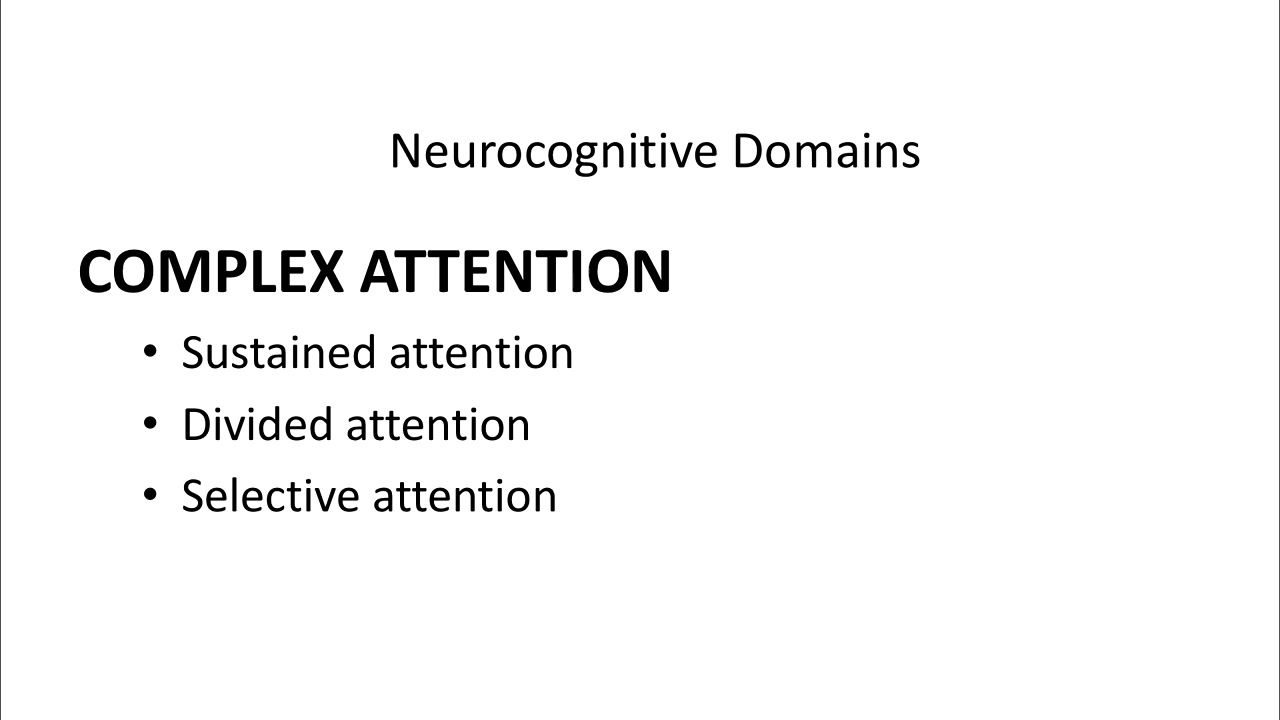 Neurocognitive Domains
COMPLEX ATTENTION
• Sustained attention
• Divided attention
• Selective attention